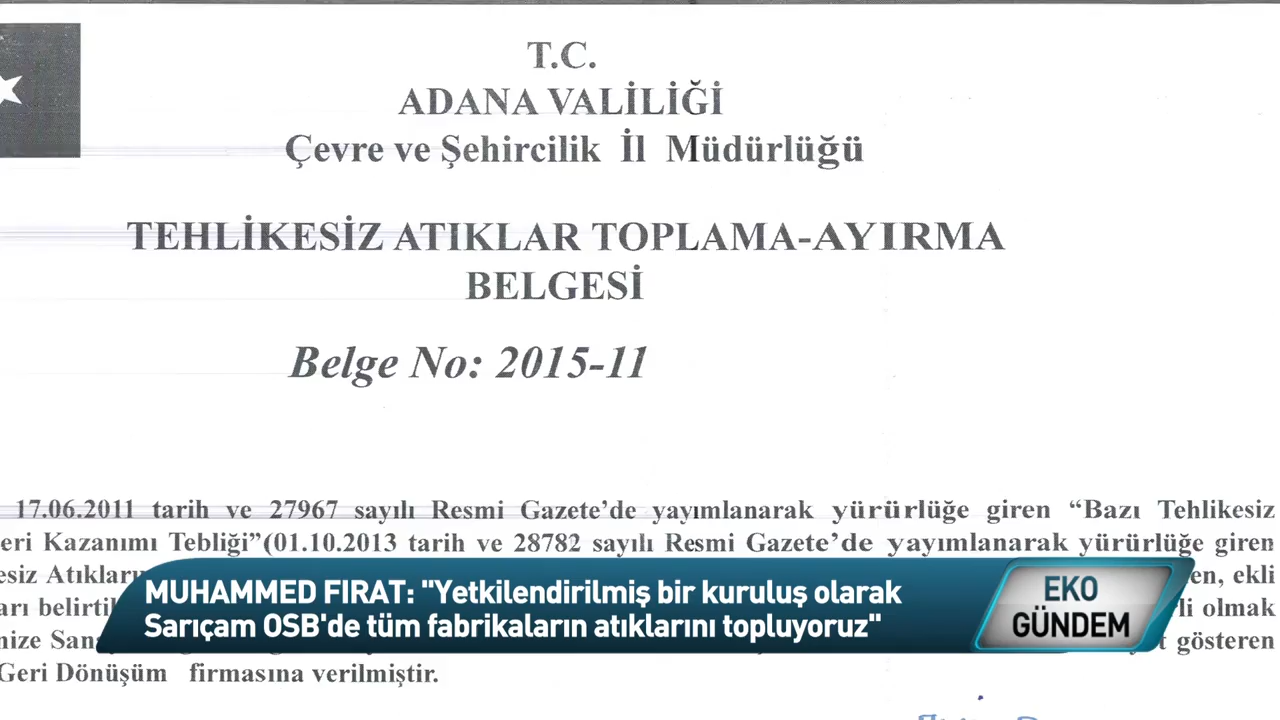 T.C.
ADANA VALİLİĞİ
Çevre ve Şehircilik İl Müdürlüğü
TEHLİKESİZ ATIKLAR TOPLAMA-AYIRMA
BELGESİ
Belge No: 2015-11
17.06.2011 tarih ve 27967 sayılı Resmi Gazete’de yayımlanarak yürürlüğe giren “Bazı Tehlikesiz
eri Kazanımı Tebliği”(01.10.2013 tarih ve 28782 sayılı Resmi Gazete’de yayımlanarak yürürlüğe giren
esiz Atıkların
en, ekli
arı
li olmak
gösteren
Geri Dönüşüm firmasına verilmiştir.
MUHAMMED FIRAT: "Yetkilendirilmiş bir kuruluş olarak
Sarıçam OSB'de tüm fabrikaların atıklarını topluyoruz"
EKO
GÜNDEM